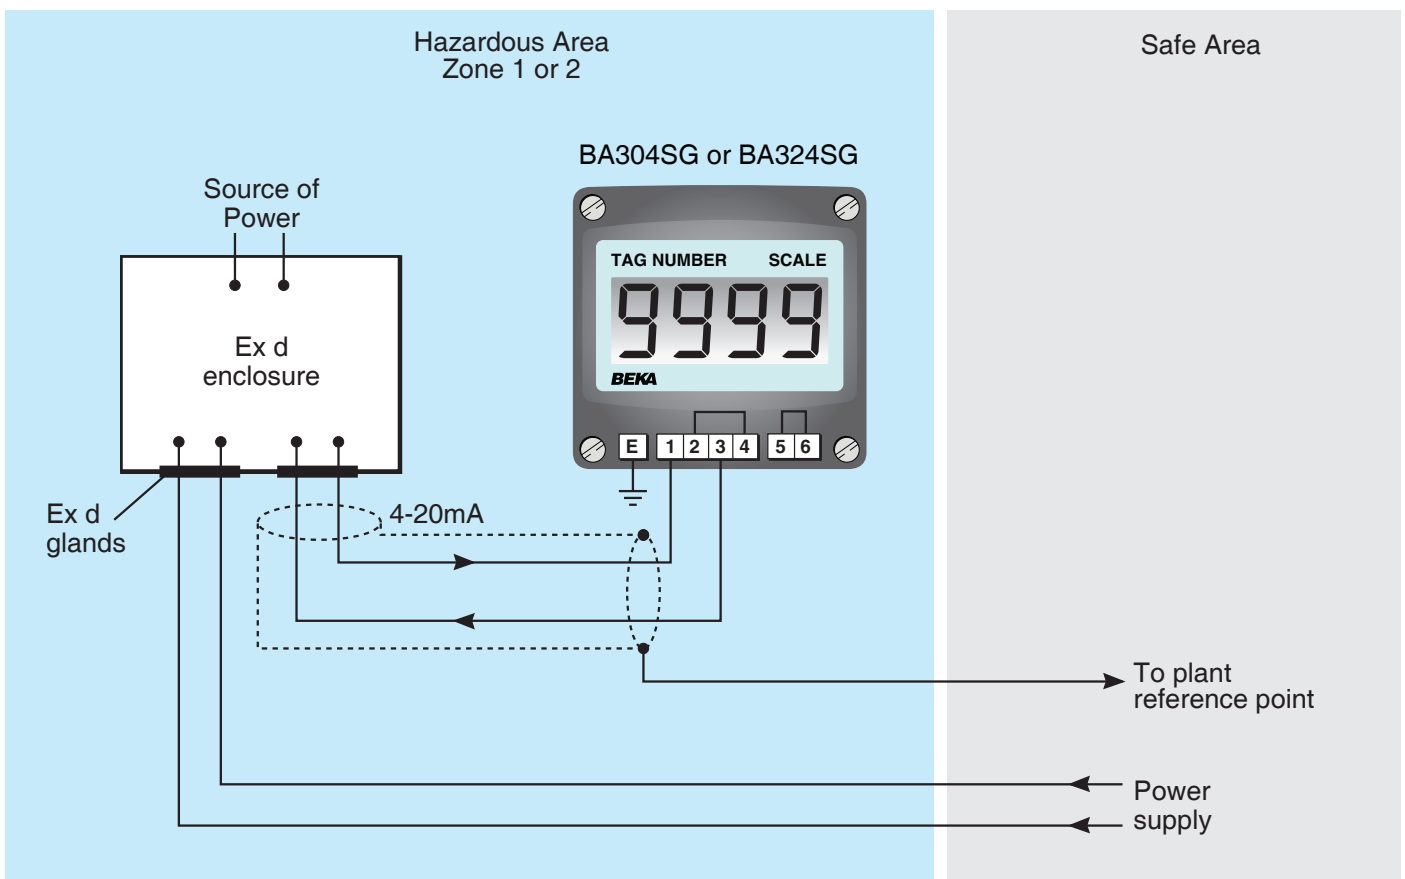 Hazardous Area
Zone 1 or 2
Safe Area
BA304SG or BA324SG
Source of
Power
TAG NUMBER SCALE
9999
BEKA
Ex d
enclosure
E 1 2 3 4 5 6
Ex d
glands
4-20mA
To plant
reference point
Power
supply